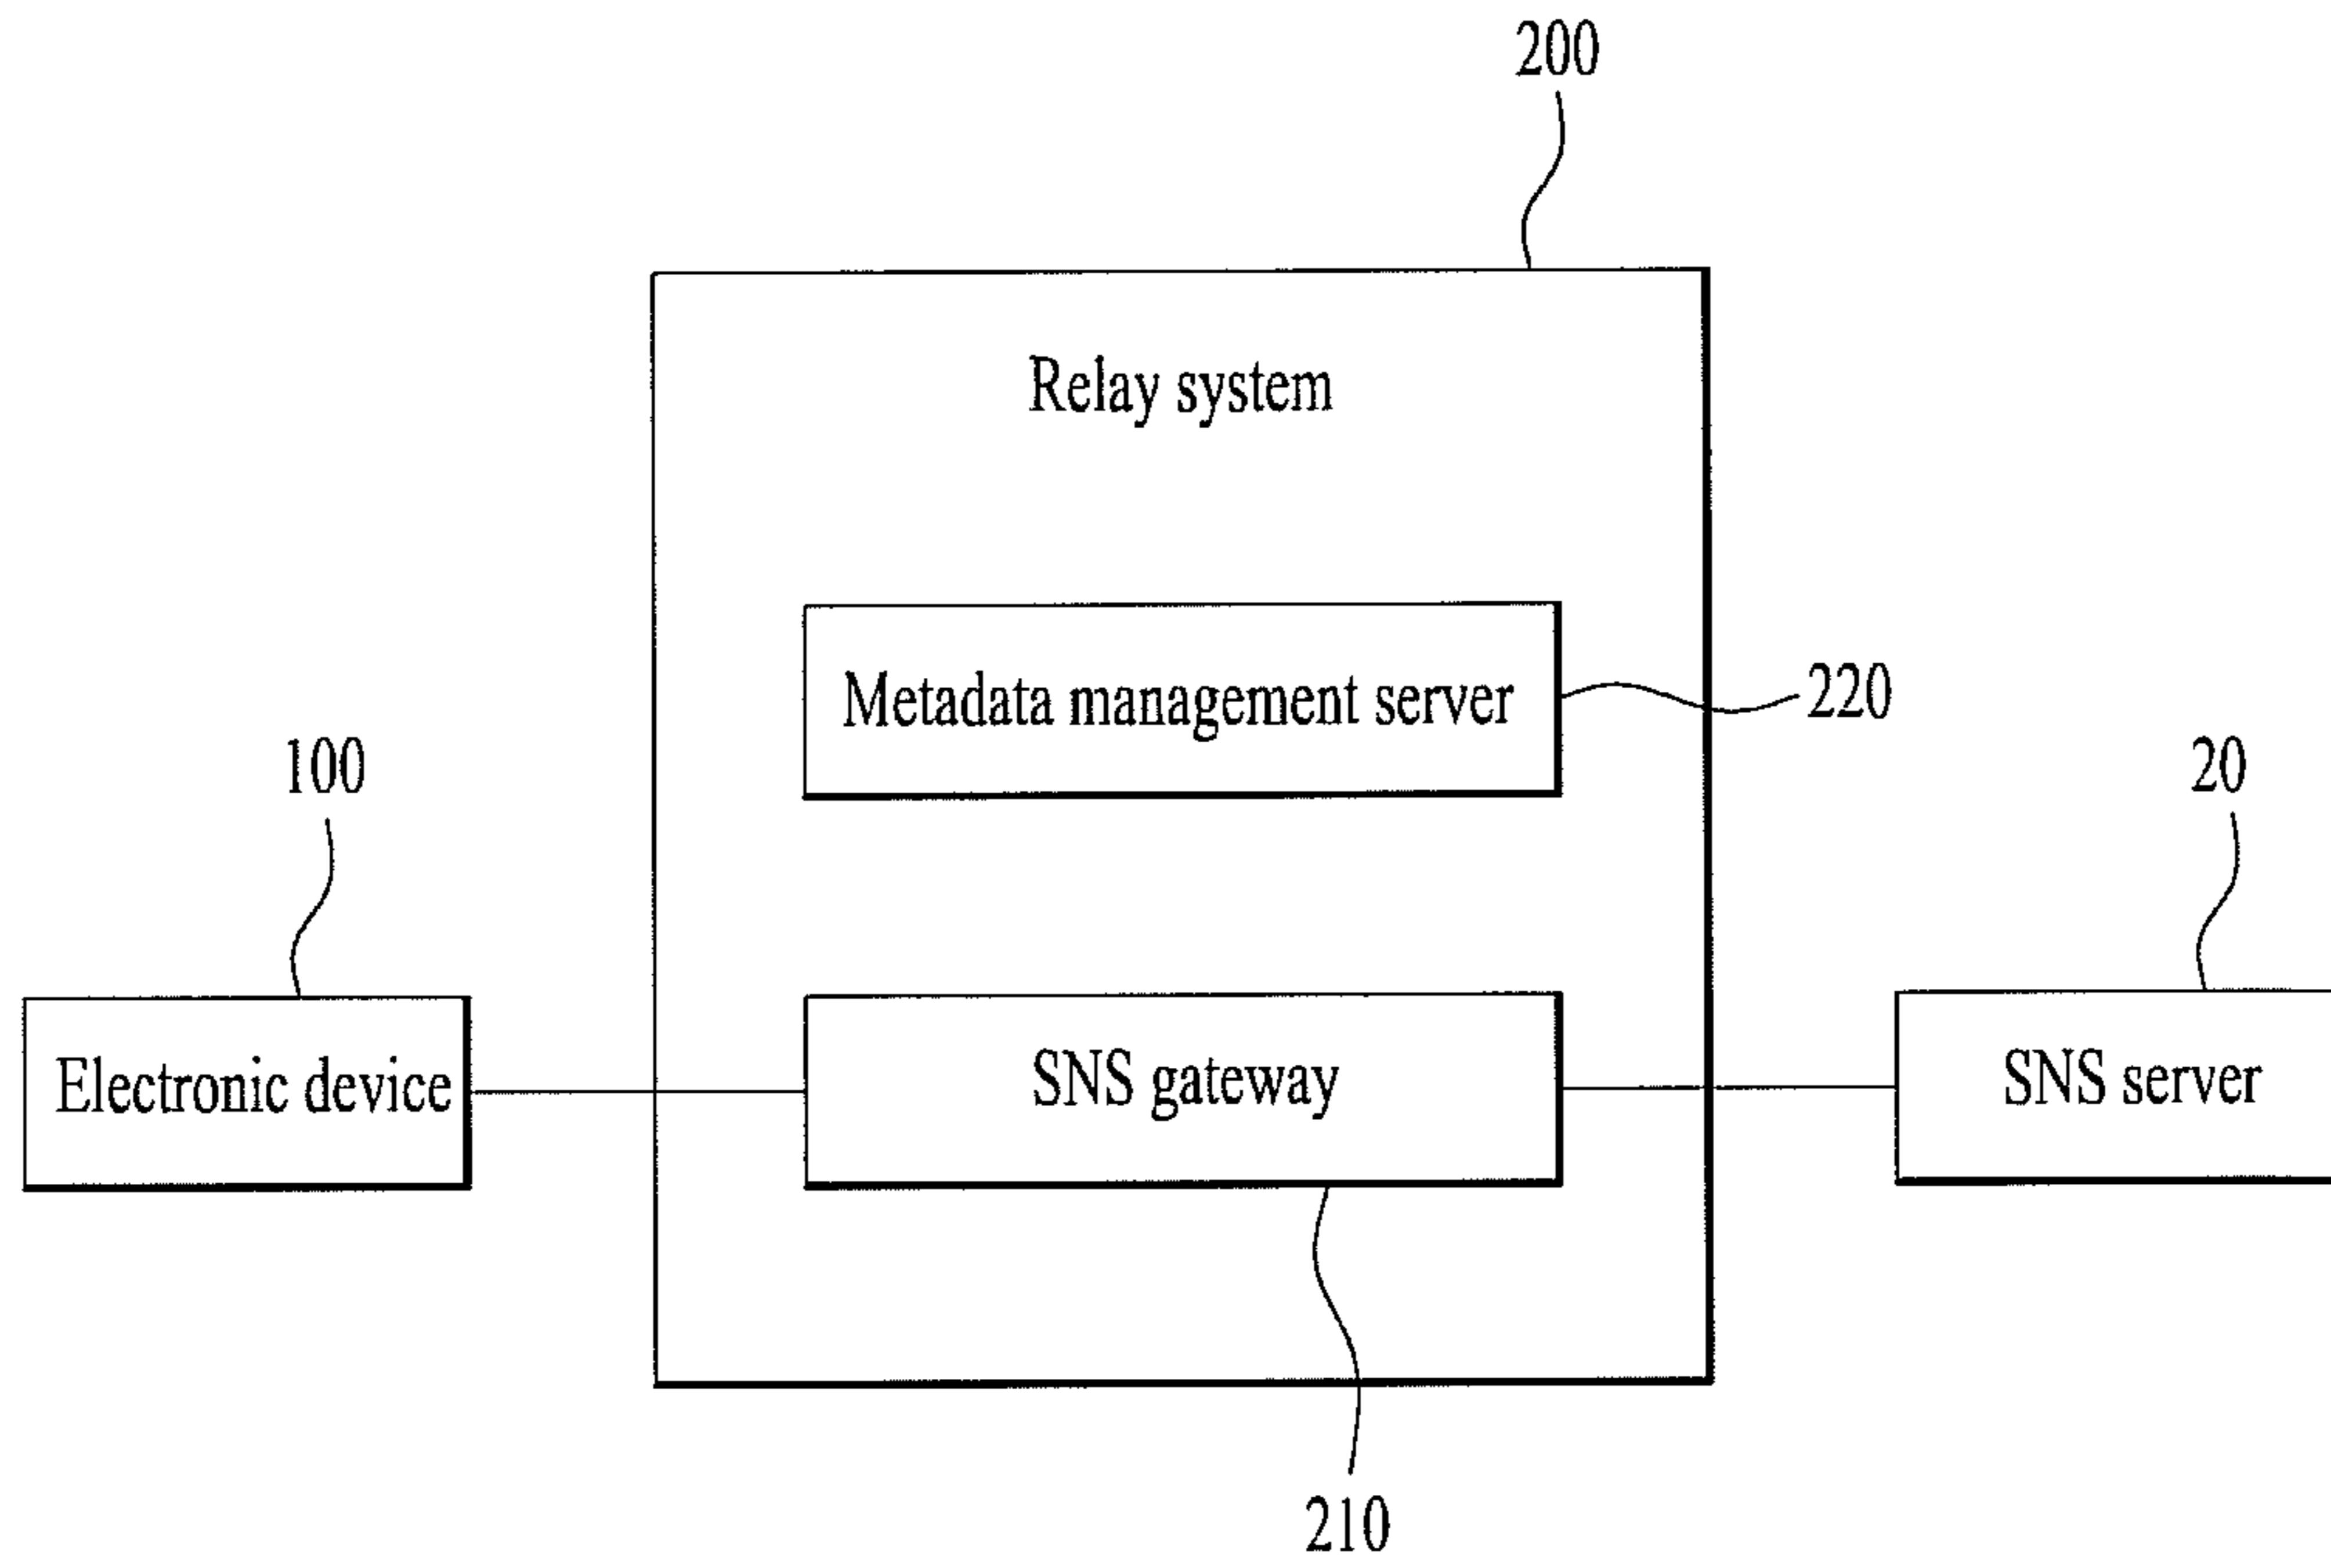 200
Relay system
Metadata management server
220
100
20
Electronic device
SNS gateway
SNS server
210